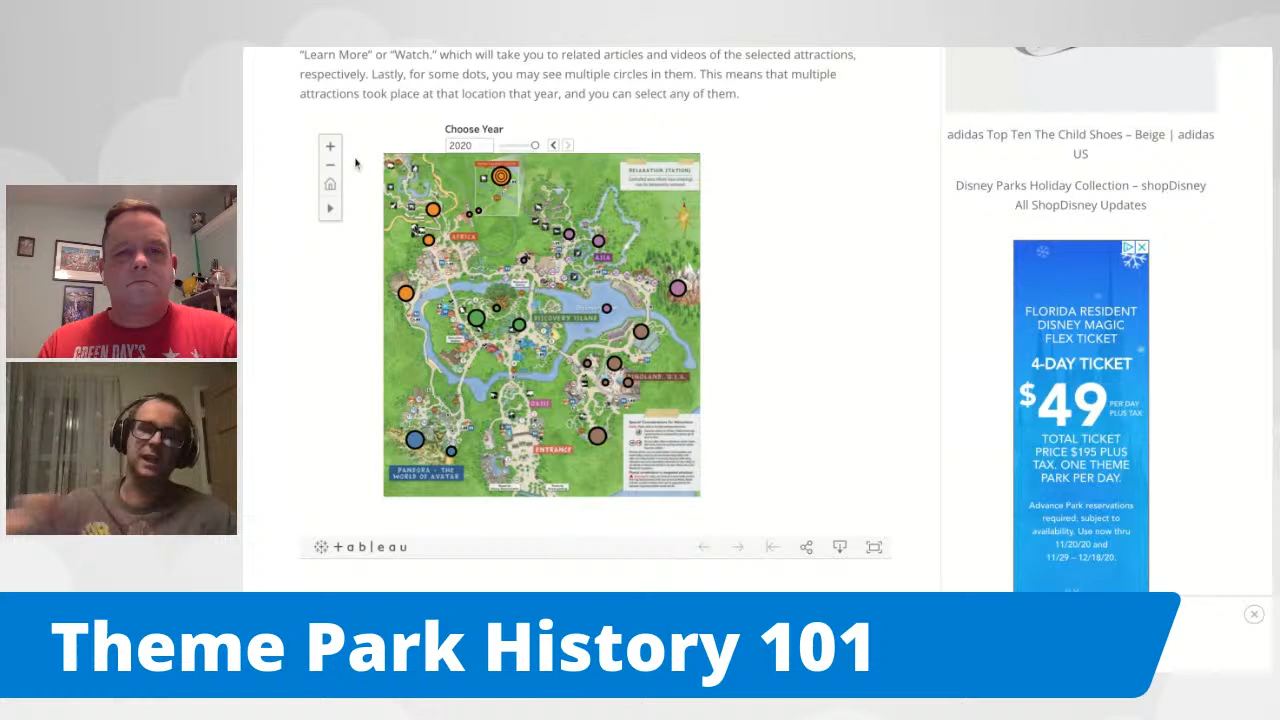 "Learn More" or "Watch." which will take you to related articles and videos of the selected attractions,
respectively. Lastly, for some dots, you may see multiple circles in them. This means that multiple
attractions took place at that location that year, and you can select any of them.
Choose Year
2020
RELAXATION STATION
AFRICA
ASIA
DISCOVERY ISLAND
DINOLAND, U.S.A.
OASIS
ENTRANCE
PANDORA - THE
WORLD OF AVATAR
+ableau
adidas Top Ten The Child Shoes – Beige | adidas
US
Disney Parks Holiday Collection – shopDisney
All ShopDisney Updates
FLORIDA RESIDENT
DISNEY MAGIC
FLEX TICKET
4-DAY TICKET
$49 PER DAY
PLUS TAX
TOTAL TICKET
PRICE $195 PLUS
TAX. ONE THEME
PARK PER DAY.
Advance Park reservations
required, subject to
availability. Use now thru
11/20/20 and
11/29 – 12/18/20.
GREEN DAY'S
Theme Park History 101